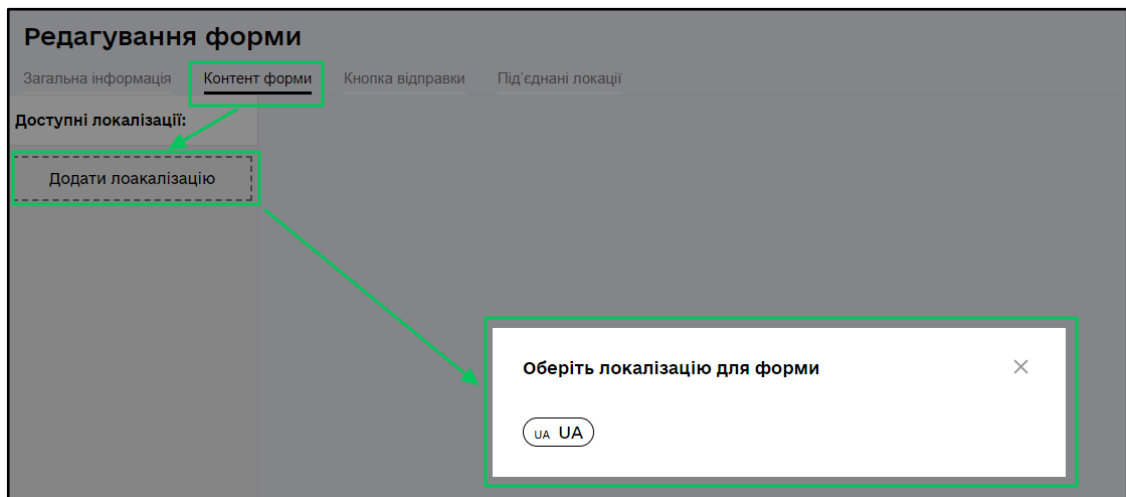 Редагування форми
Загальна інформація Контент форми Кнопка відправки Під'єднані локації
Доступні локалізації:
Додати лоакалізацію
Оберіть локалізацію для форми
UA UA